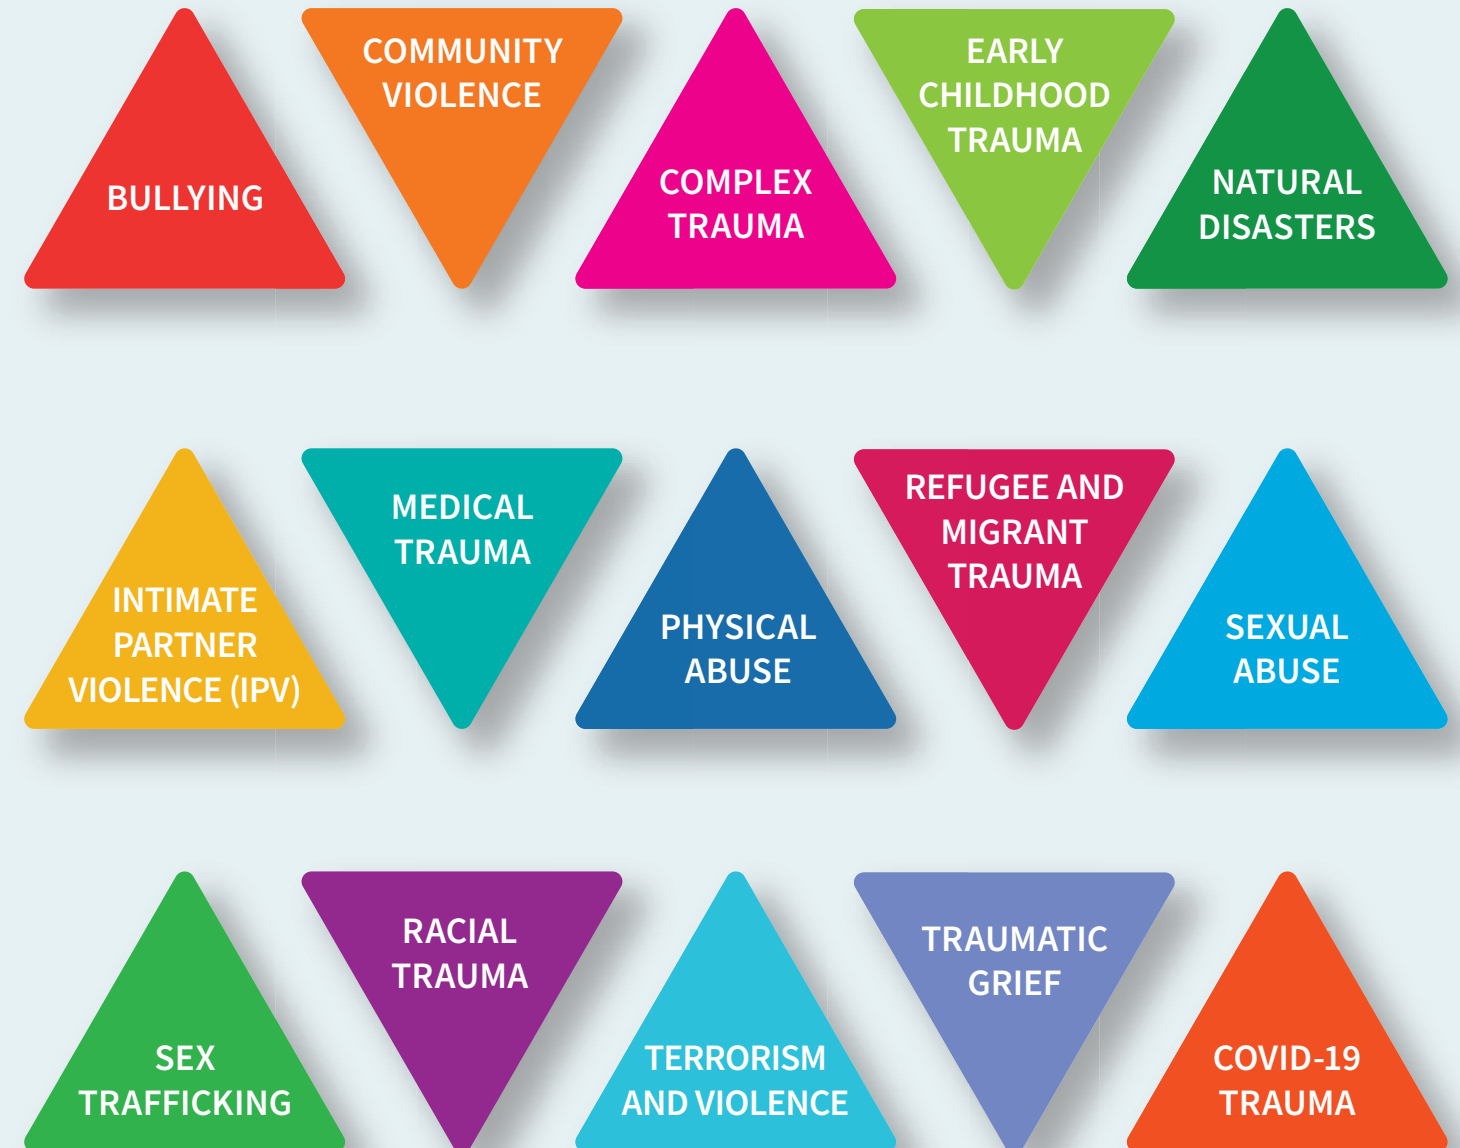 BULLYING
COMMUNITY
VIOLENCE
COMPLEX
TRAUMA
EARLY
CHILDHOOD
TRAUMA
NATURAL
DISASTERS
INTIMATE
PARTNER
VIOLENCE (IPV)
MEDICAL
TRAUMA
PHYSICAL
ABUSE
REFUGEE AND
MIGRANT
TRAUMA
SEXUAL
ABUSE
SEX
TRAFFICKING
RACIAL
TRAUMA
TERRORISM
AND VIOLENCE
TRAUMATIC
GRIEF
COVID-19
TRAUMA